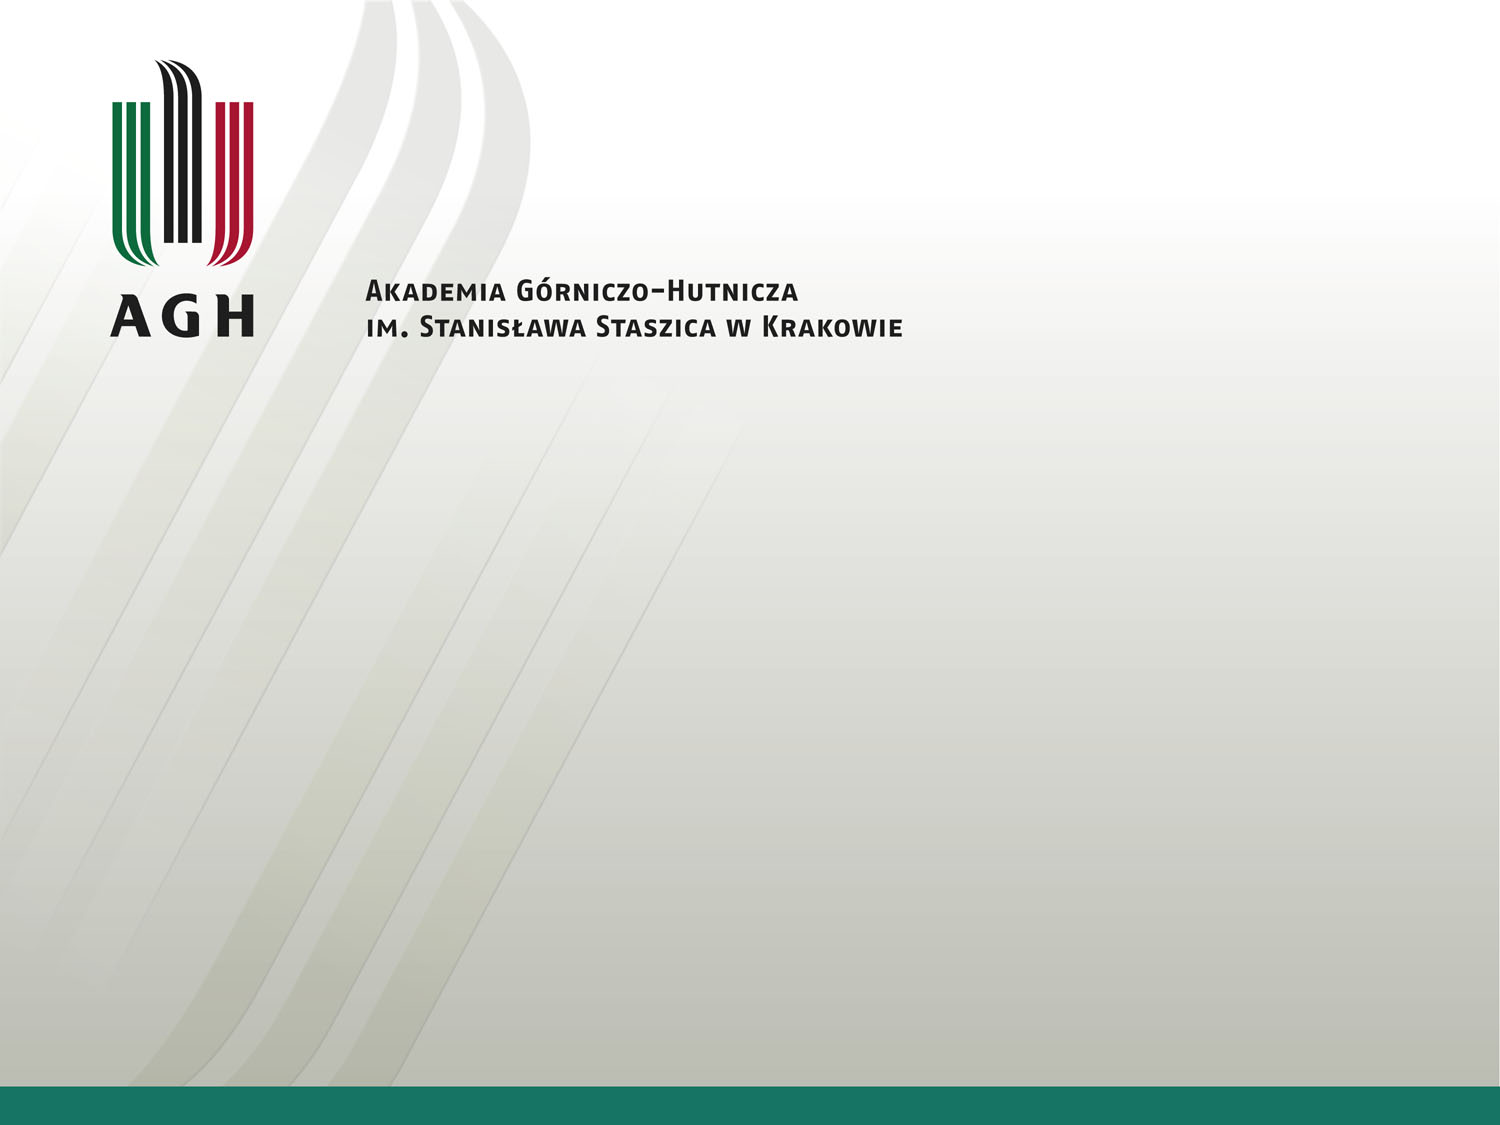 AGH
Akademia Górniczo-Hutnicza
im. Stanisława Staszica w Krakowie